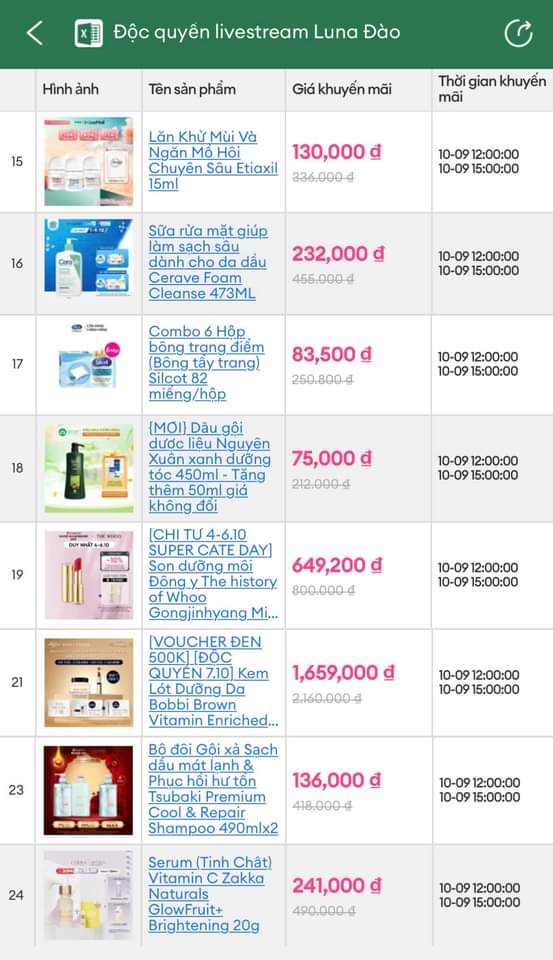 Độc quyền livestream Luna Đào
Hình ảnh
Tên sản phẩm
Giá khuyến mãi
Thời gian khuyến
mãi
15
Lăn Khử Mùi Và
Ngăn Mồ Hôi
Chuyên Sâu Etiaxil
15ml
130,000 ₫
336.000 ₫
10-09 12:00:00
10-09 15:00:00
16
Sữa rửa mặt giúp
làm sạch sâu
dành cho da dầu
Cerave Foam
Cleanse 473ML
232,000 ₫
455.000 ₫
10-09 12:00:00
10-09 15:00:00
17
Combo 6 Hộp
bông trang điểm
(Bông tẩy trang)
Silcot 82
miếng/hộp
83,500 ₫
250.800 ₫
10-09 12:00:00
10-09 15:00:00
18
{MỚI} Dầu gội
dược liệu Nguyên
Xuân xanh dưỡng
tóc 450ml - Tặng
thêm 50ml giá
không đổi
75,000 ₫
212.000 ₫
10-09 12:00:00
10-09 15:00:00
19
[CHỈ TỪ 4-6.10
SUPER CATE DAY]
Son dưỡng môi
Đông y The history
of Whoo
Gongjinhyang Mi...
DUY NHẤT 4-6.10
649,200 ₫
800.000 ₫
10-09 12:00:00
10-09 15:00:00
21
[VOUCHER ĐẾN
500K] [ĐỘC
QUYỀN 7.10] Kem
Lót Dưỡng Da
Bobbi Brown
Vitamin Enriched...
1,659,000 ₫
2.160.000 ₫
10-09 12:00:00
10-09 15:00:00
23
Bộ đôi Gội xả Sạch
dầu mát lạnh &
Phục hồi hư tổn
Tsubaki Premium
Cool & Repair
Shampoo 490mlx2
136,000 ₫
418.000 ₫
10-09 12:00:00
10-09 15:00:00
24
Serum (Tinh Chất)
Vitamin C Zakka
Naturals
GlowFruit+
Brightening 20g
241,000 ₫
490.000 ₫
10-09 12:00:00
10-09 15:00:00